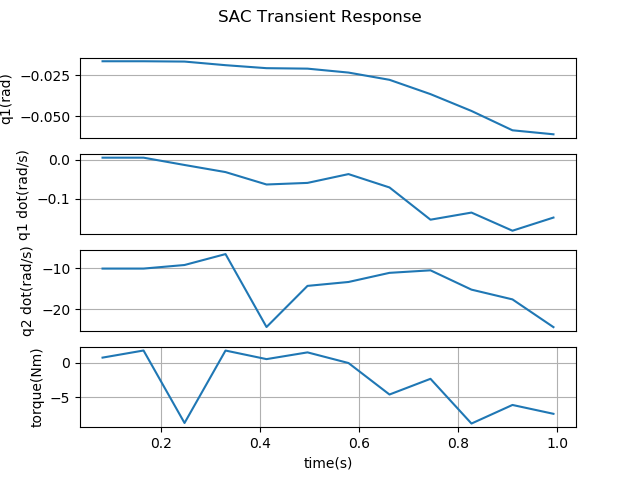 SAC Transient Response
q1(rad)
−0.025
−0.050
q1 dot(rad/s)
0.0
−0.1
q2 dot(rad/s)
−10
−20
torque(Nm)
0
−5
0.2 0.4 0.6 0.8 1.0
time(s)